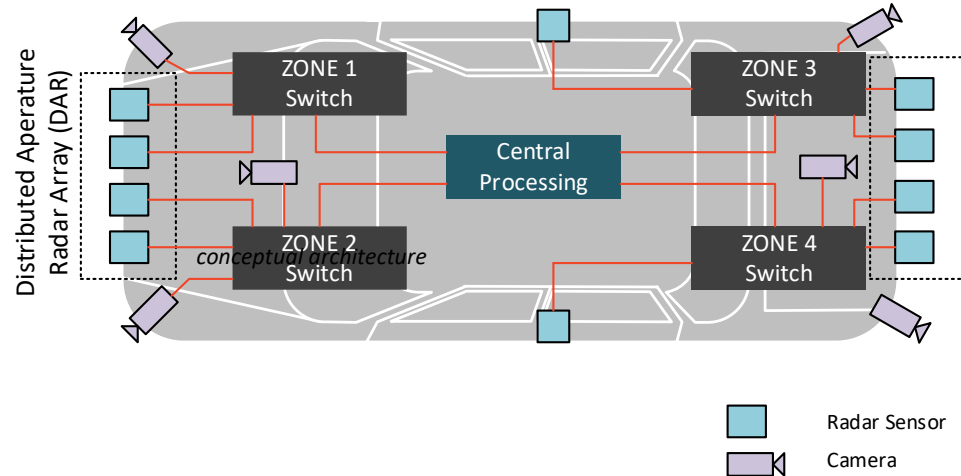 Distributed Aperature
Radar Array (DAR)
ZONE 1
Switch
ZONE 3
Switch
Central
Processing
ZONE 2
Switch
conceptual architecture
ZONE 4
Switch
Radar Sensor
Camera